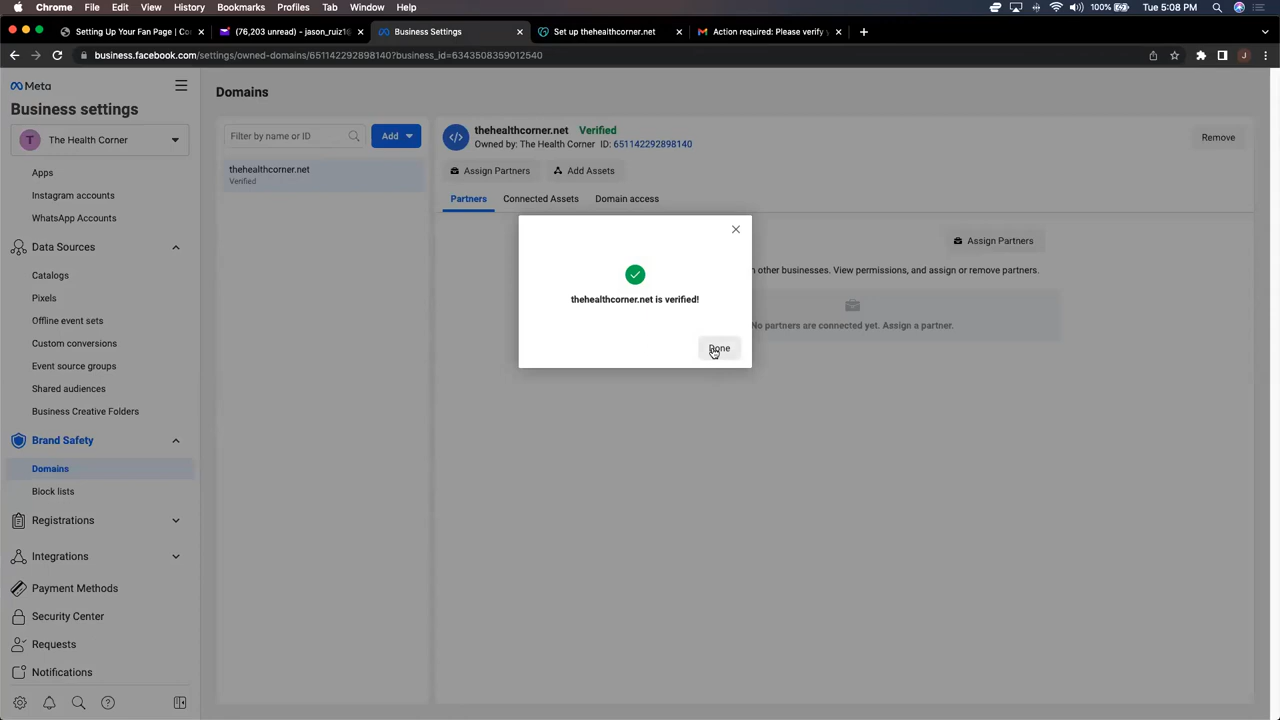 Chrome File Edit View History Bookmarks Profiles Tab Window Help 100% Tue 5:08 PM
Setting Up Your Fan Page | Cor
(76,203 unread) - jason_ruiz1
Business Settings
Set up thehealthcorner.net
Action required: Please verify
business.facebook.com/settings/owned-domains/651142292898140?business_id=6343508359012540
J
Meta
Business settings
T The Health Corner
Apps
Instagram accounts
WhatsApp Accounts
Data Sources
Catalogs
Pixels
Offline event sets
Custom conversions
Event source groups
Shared audiences
Business Creative Folders
Brand Safety
Domains
Block lists
Registrations
Integrations
Payment Methods
Security Center
Requests
Notifications
Domains
Filter by name or ID
Add
thehealthcorner.net
Verified
thehealthcorner.net Verified
Owned by: The Health Corner ID: 651142292898140
Remove
Assign Partners
Add Assets
Partners Connected Assets Domain access
Assign Partners
other businesses. View permissions, and assign or remove partners.
No partners are connected yet. Assign a partner.
thehealthcorner.net is verified!
Done